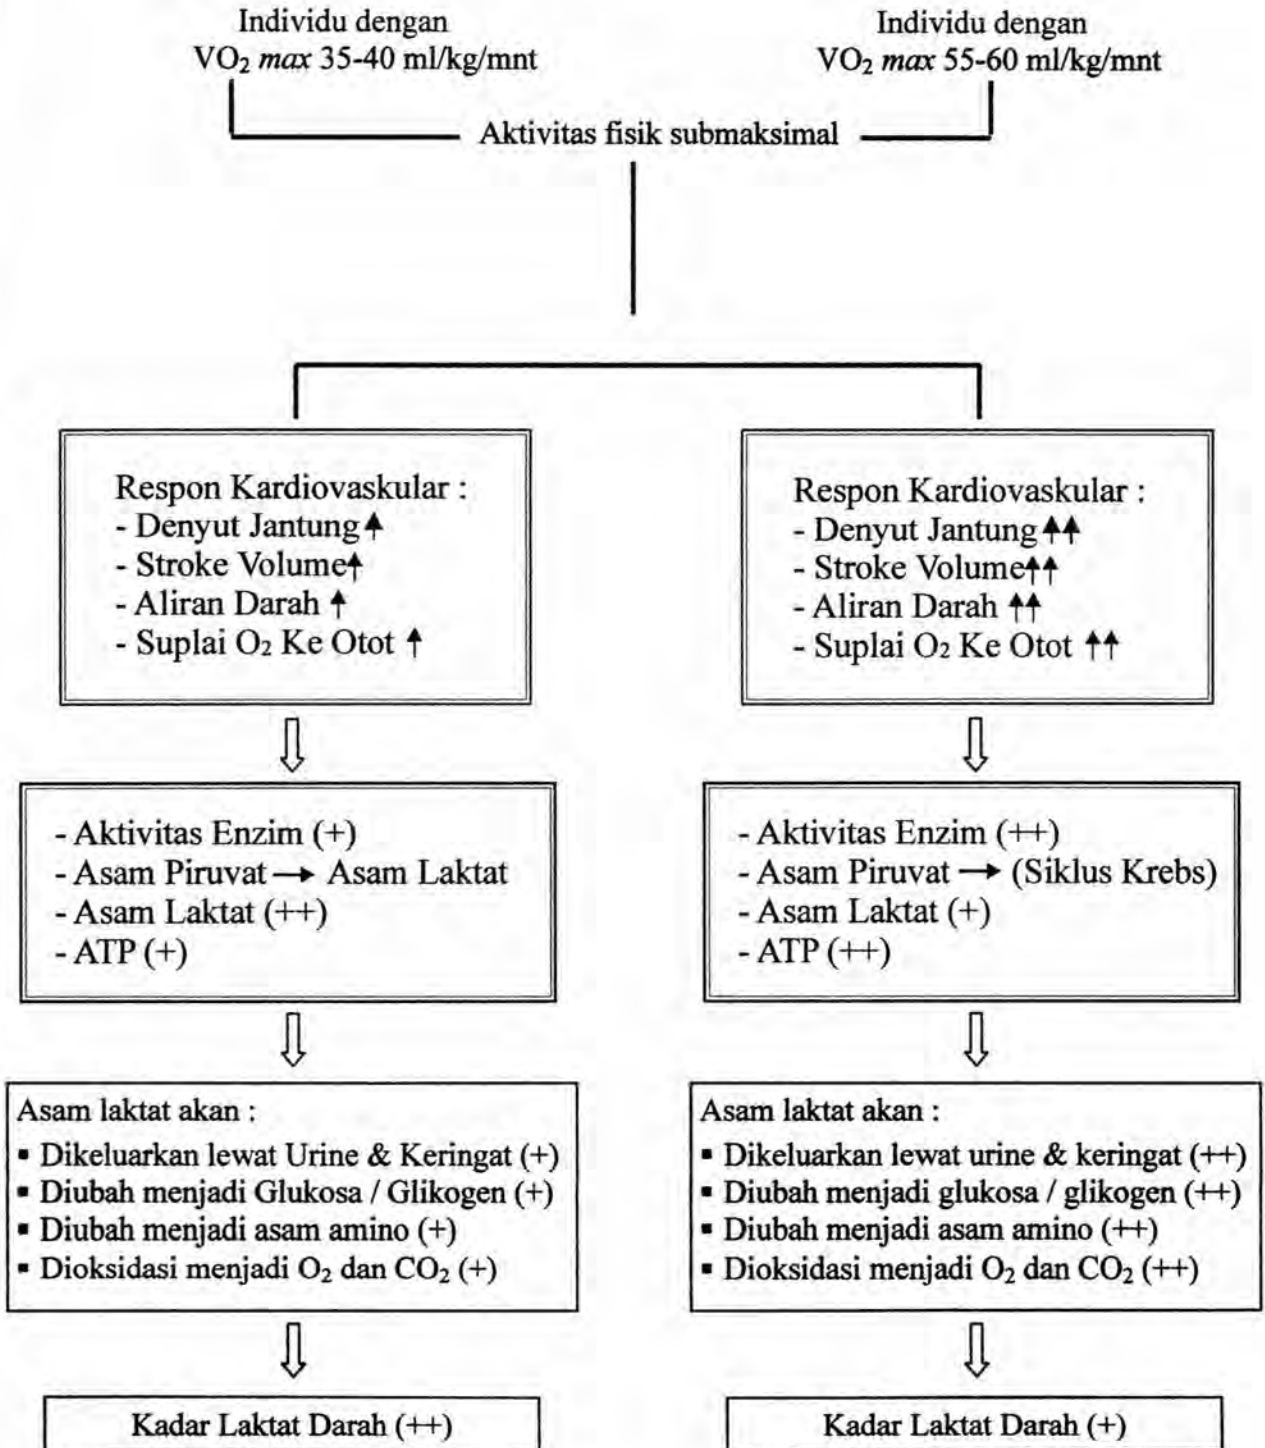 Individu dengan
VO₂ max 35-40 ml/kg/mnt
Individu dengan
VO₂ max 55-60 ml/kg/mnt
Aktivitas fisik submaksimal
Respon Kardiovaskular :
- Denyut Jantung ↑
- Stroke Volume ↑
- Aliran Darah ↑
- Suplai O₂ Ke Otot ↑
Respon Kardiovaskular :
- Denyut Jantung ↑↑
- Stroke Volume ↑↑
- Aliran Darah ↑↑
- Suplai O₂ Ke Otot ↑↑
- Aktivitas Enzim (+)
- Asam Piruvat → Asam Laktat
- Asam Laktat (++)
- ATP (+)
- Aktivitas Enzim (++)
- Asam Piruvat → (Siklus Krebs)
- Asam Laktat (+)
- ATP (++)
Asam laktat akan :
▪ Dikeluarkan lewat Urine & Keringat (+)
▪ Diubah menjadi Glukosa / Glikogen (+)
▪ Diubah menjadi asam amino (+)
▪ Dioksidasi menjadi O₂ dan CO₂ (+)
Asam laktat akan :
▪ Dikeluarkan lewat urine & keringat (++)
▪ Diubah menjadi glukosa / glikogen (++)
▪ Diubah menjadi asam amino (++)
▪ Dioksidasi menjadi O₂ dan CO₂ (++)
Kadar Laktat Darah (++)
Kadar Laktat Darah (+)